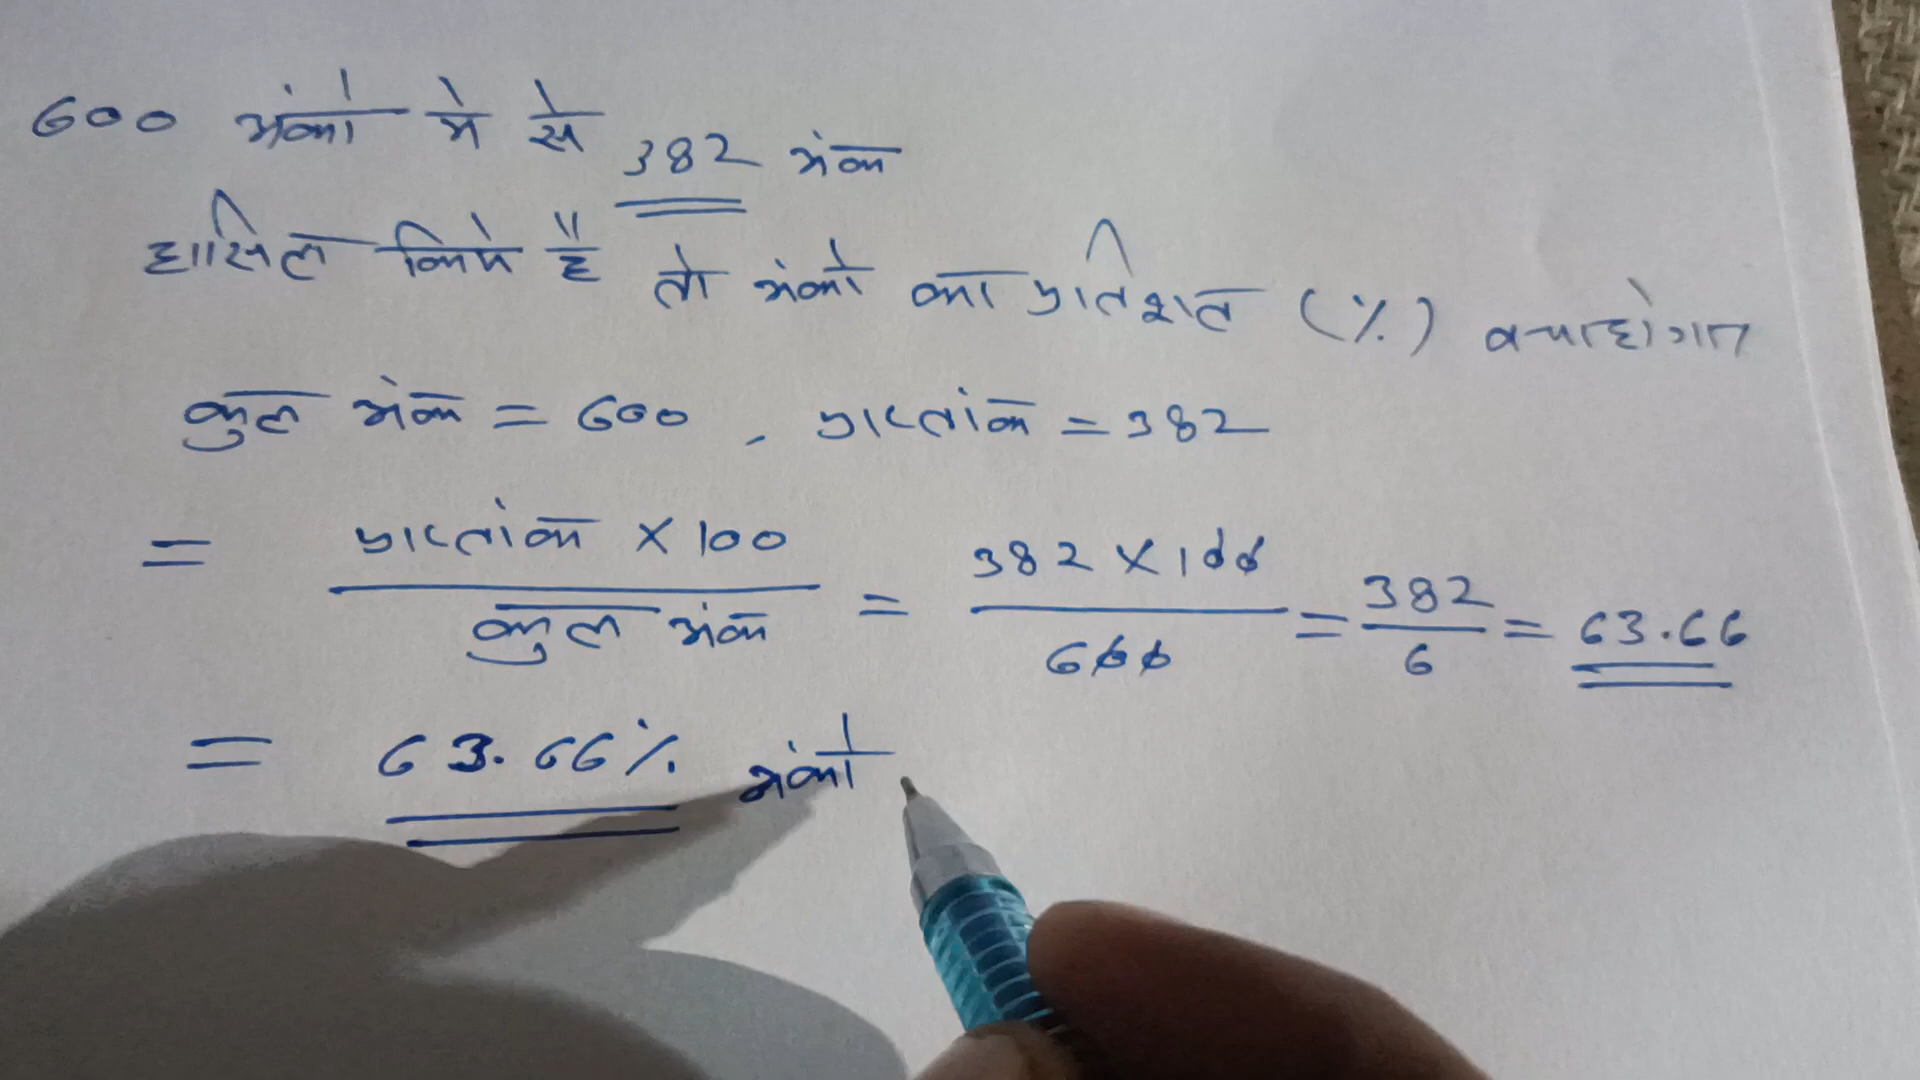 600 अंको मे से 382 अंक
हासिल किये है तो अंको का प्रतिशत (%) क्या होगा
कुल अंक = 600 , प्राप्तांक = 382
= प्राप्तांक × 100 / कुल अंक = 382 × 100 / 600 = 382 / 6 = 63.66
= 63.66% अंको